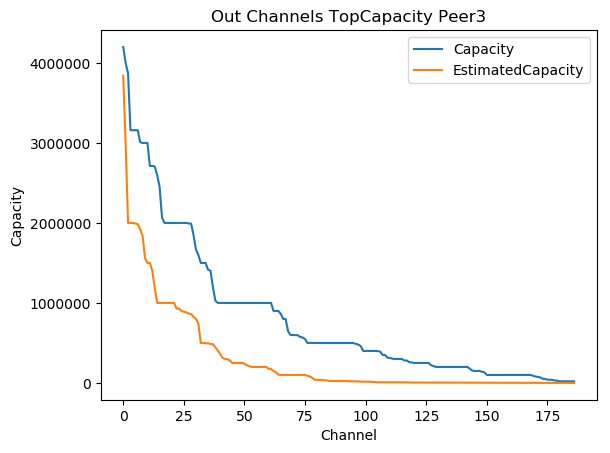 Out Channels TopCapacity Peer3
Capacity
EstimatedCapacity
4000000
3000000
2000000
1000000
0
Capacity
0
25
50
75
100
125
150
175
Channel